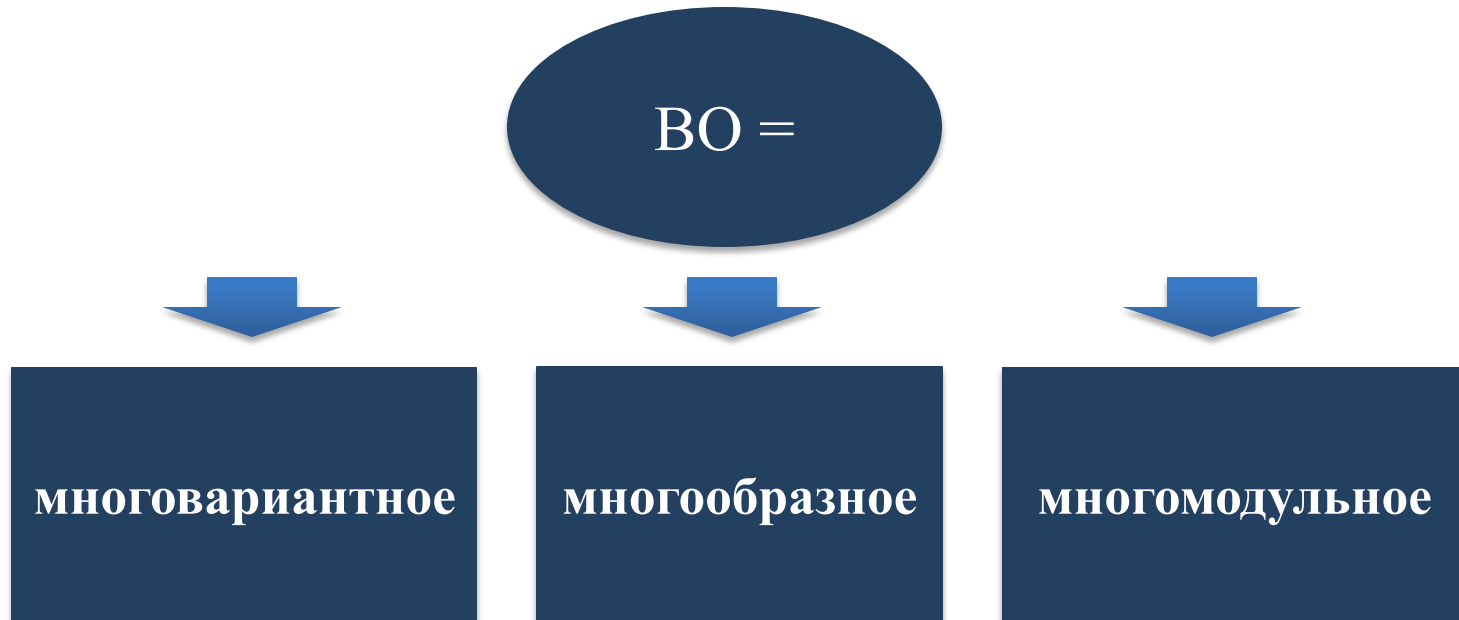 ВО =
многовариантное
многообразное
многомодульное